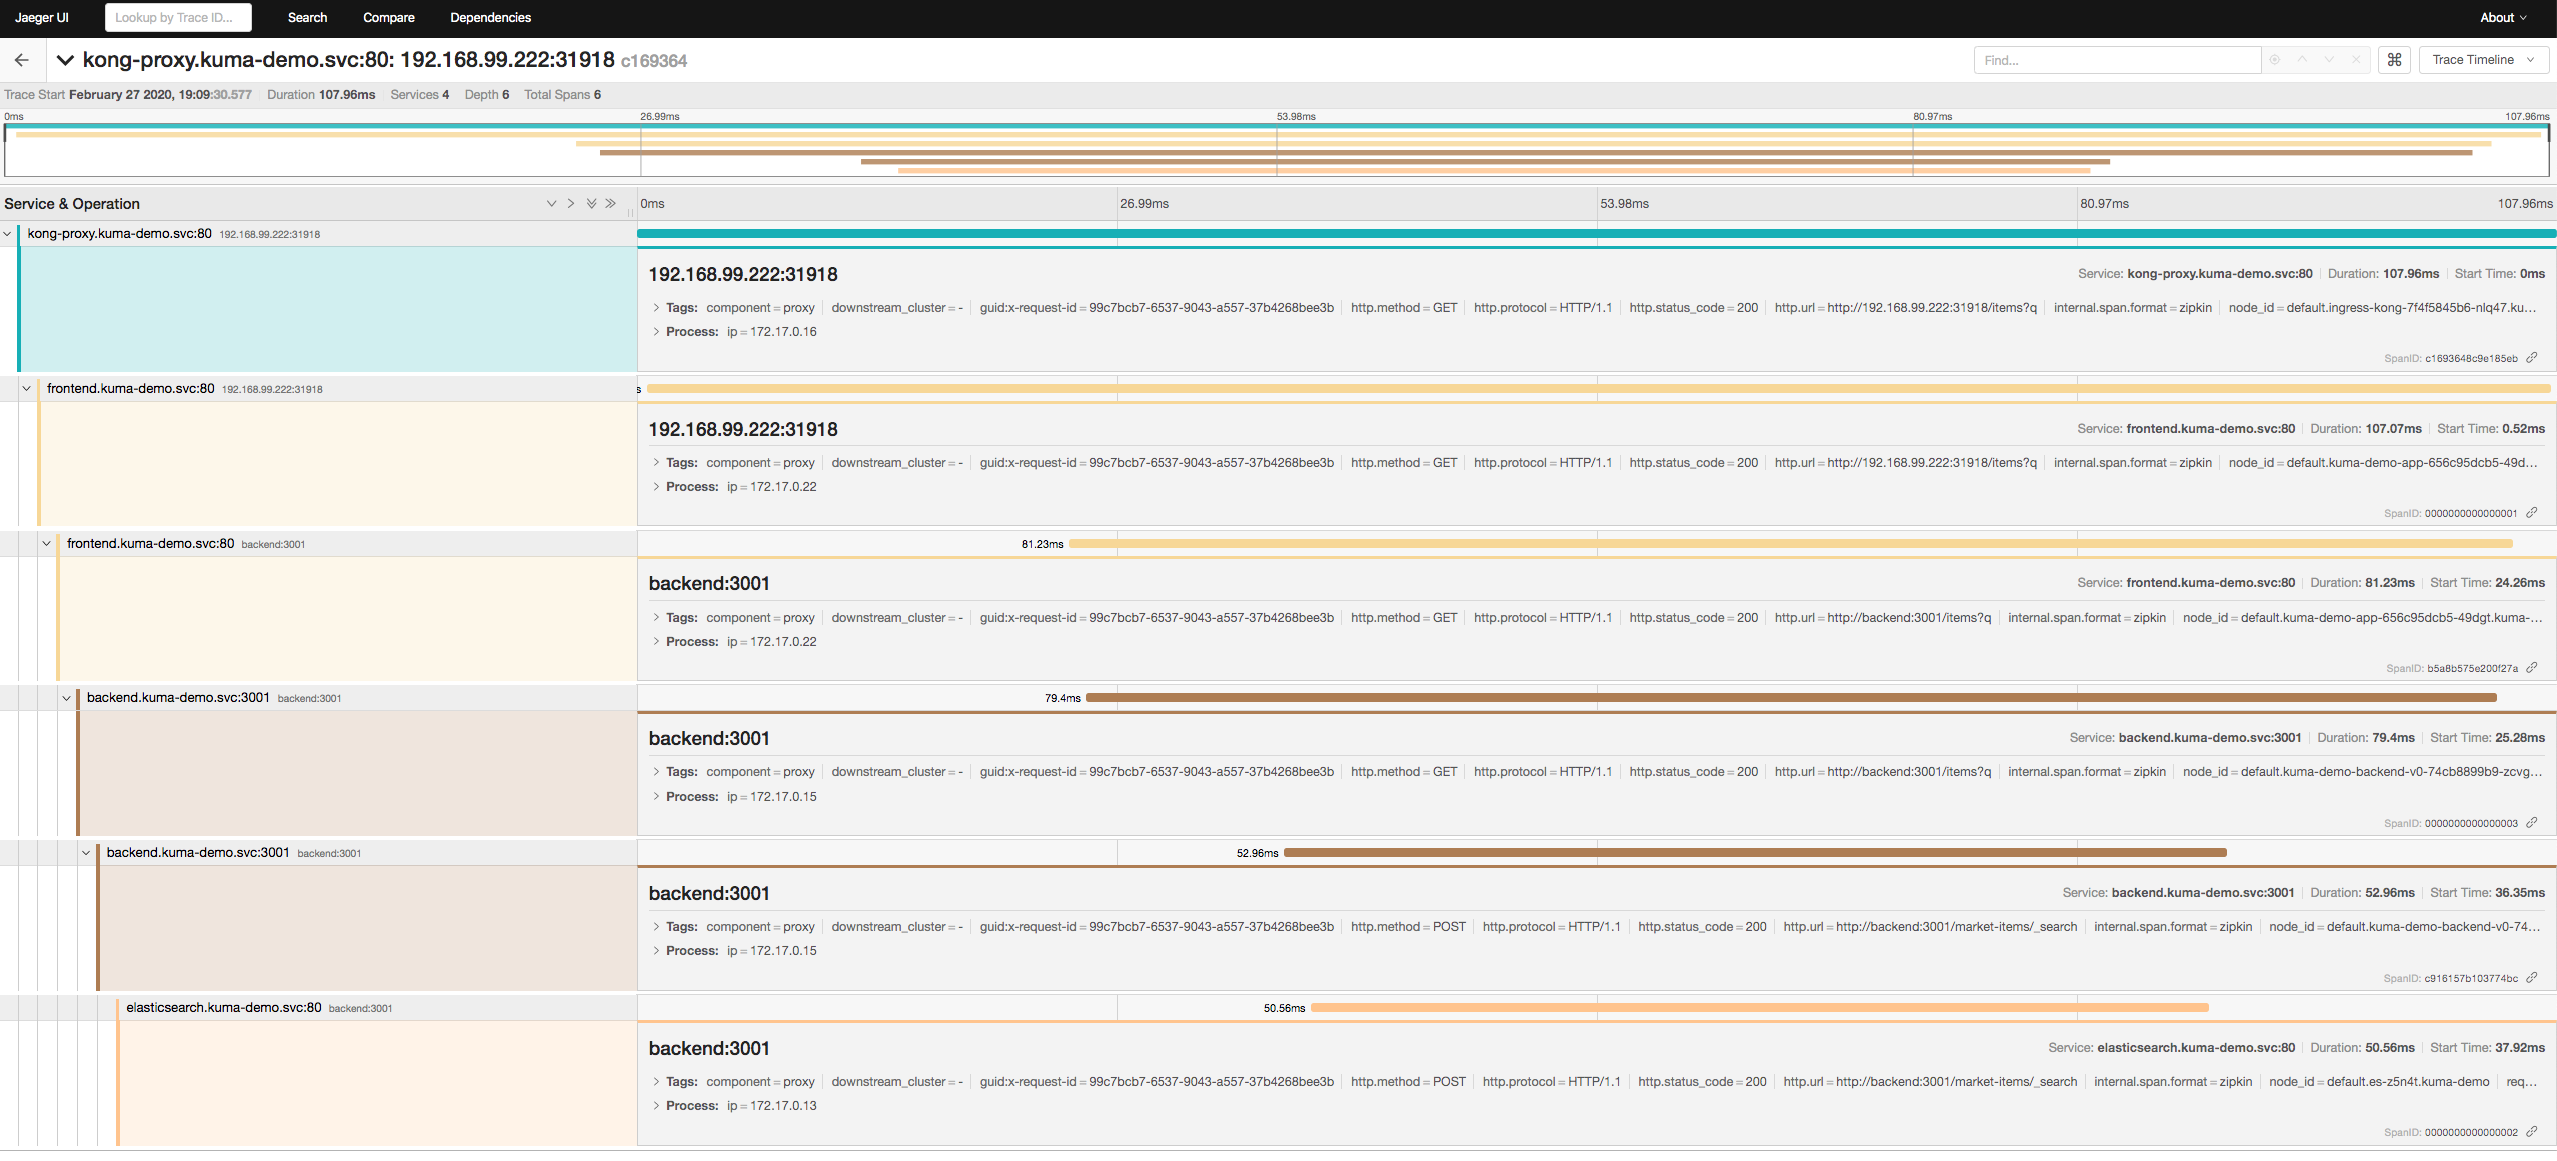 Jaeger UI Lookup by Trace ID... Search Compare Dependencies About
kong-proxy.kuma-demo.svc:80: 192.168.99.222:31918 c169364 Find... ⌘ Trace Timeline
Trace Start February 27 2020, 19:09:30.577 Duration 107.96ms Services 4 Depth 6 Total Spans 6
0ms 26.99ms 53.98ms 80.97ms 107.96ms
Service & Operation 0ms 26.99ms 53.98ms 80.97ms 107.96ms
kong-proxy.kuma-demo.svc:80 192.168.99.222:31918
192.168.99.222:31918 Service: kong-proxy.kuma-demo.svc:80 Duration: 107.96ms Start Time: 0ms
Tags: component = proxy downstream_cluster = - guid:x-request-id = 99c7bcb7-6537-9043-a557-37b4268bee3b http.method = GET http.protocol = HTTP/1.1 http.status_code = 200 http.url = http://192.168.99.222:31918/items?q internal.span.format = zipkin node_id = default.ingress-kong-7f4f5845b6-nlq47.ku...
Process: ip = 172.17.0.16
SpanID: c1693648c9e185eb
frontend.kuma-demo.svc:80 192.168.99.222:31918 s
192.168.99.222:31918 Service: frontend.kuma-demo.svc:80 Duration: 107.07ms Start Time: 0.52ms
Tags: component = proxy downstream_cluster = - guid:x-request-id = 99c7bcb7-6537-9043-a557-37b4268bee3b http.method = GET http.protocol = HTTP/1.1 http.status_code = 200 http.url = http://192.168.99.222:31918/items?q internal.span.format = zipkin node_id = default.kuma-demo-app-656c95dcb5-49d...
Process: ip = 172.17.0.22
SpanID: 0000000000000001
frontend.kuma-demo.svc:80 backend:3001 81.23ms
backend:3001 Service: frontend.kuma-demo.svc:80 Duration: 81.23ms Start Time: 24.26ms
Tags: component = proxy downstream_cluster = - guid:x-request-id = 99c7bcb7-6537-9043-a557-37b4268bee3b http.method = GET http.protocol = HTTP/1.1 http.status_code = 200 http.url = http://backend:3001/items?q internal.span.format = zipkin node_id = default.kuma-demo-app-656c95dcb5-49dgt.kuma-...
Process: ip = 172.17.0.22
SpanID: b5a8b575e200f27a
backend.kuma-demo.svc:3001 backend:3001 79.4ms
backend:3001 Service: backend.kuma-demo.svc:3001 Duration: 79.4ms Start Time: 25.28ms
Tags: component = proxy downstream_cluster = - guid:x-request-id = 99c7bcb7-6537-9043-a557-37b4268bee3b http.method = GET http.protocol = HTTP/1.1 http.status_code = 200 http.url = http://backend:3001/items?q internal.span.format = zipkin node_id = default.kuma-demo-backend-v0-74cb8899b9-zcvg...
Process: ip = 172.17.0.15
SpanID: 0000000000000003
backend.kuma-demo.svc:3001 backend:3001 52.96ms
backend:3001 Service: backend.kuma-demo.svc:3001 Duration: 52.96ms Start Time: 36.35ms
Tags: component = proxy downstream_cluster = - guid:x-request-id = 99c7bcb7-6537-9043-a557-37b4268bee3b http.method = POST http.protocol = HTTP/1.1 http.status_code = 200 http.url = http://backend:3001/market-items/_search internal.span.format = zipkin node_id = default.kuma-demo-backend-v0-74...
Process: ip = 172.17.0.15
SpanID: c916157b103774bc
elasticsearch.kuma-demo.svc:80 backend:3001 50.56ms
backend:3001 Service: elasticsearch.kuma-demo.svc:80 Duration: 50.56ms Start Time: 37.92ms
Tags: component = proxy downstream_cluster = - guid:x-request-id = 99c7bcb7-6537-9043-a557-37b4268bee3b http.method = POST http.protocol = HTTP/1.1 http.status_code = 200 http.url = http://backend:3001/market-items/_search internal.span.format = zipkin node_id = default.es-z5n4t.kuma-demo req...
Process: ip = 172.17.0.13
SpanID: 0000000000000002